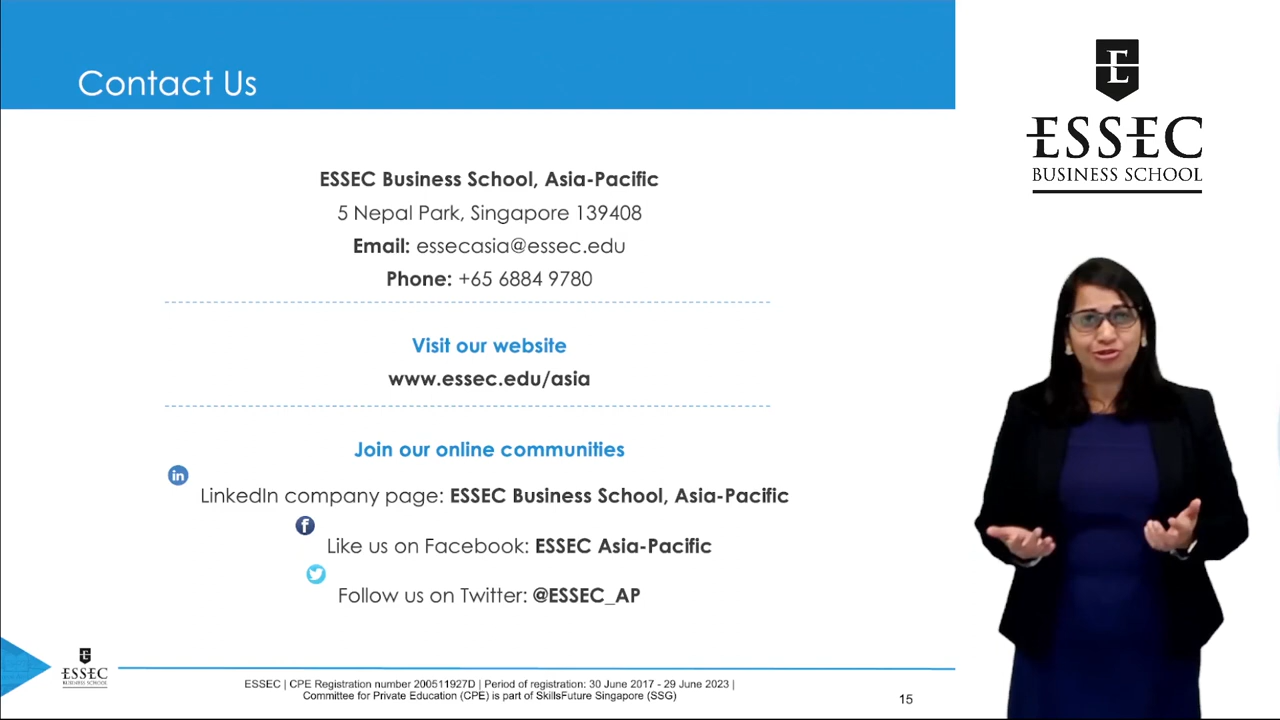 Contact Us
E
ESSEC
BUSINESS SCHOOL
ESSEC Business School, Asia-Pacific
5 Nepal Park, Singapore 139408
Email: essecasia@essec.edu
Phone: +65 6884 9780
Visit our website
www.essec.edu/asia
Join our online communities
in
LinkedIn company page: ESSEC Business School, Asia-Pacific
f
Like us on Facebook: ESSEC Asia-Pacific
Follow us on Twitter: @ESSEC_AP
ESSEC
BUSINESS SCHOOL
ESSEC | CPE Registration number 200511927D | Period of registration: 30 June 2017 - 29 June 2023 |
Committee for Private Education (CPE) is part of SkillsFuture Singapore (SSG)
15